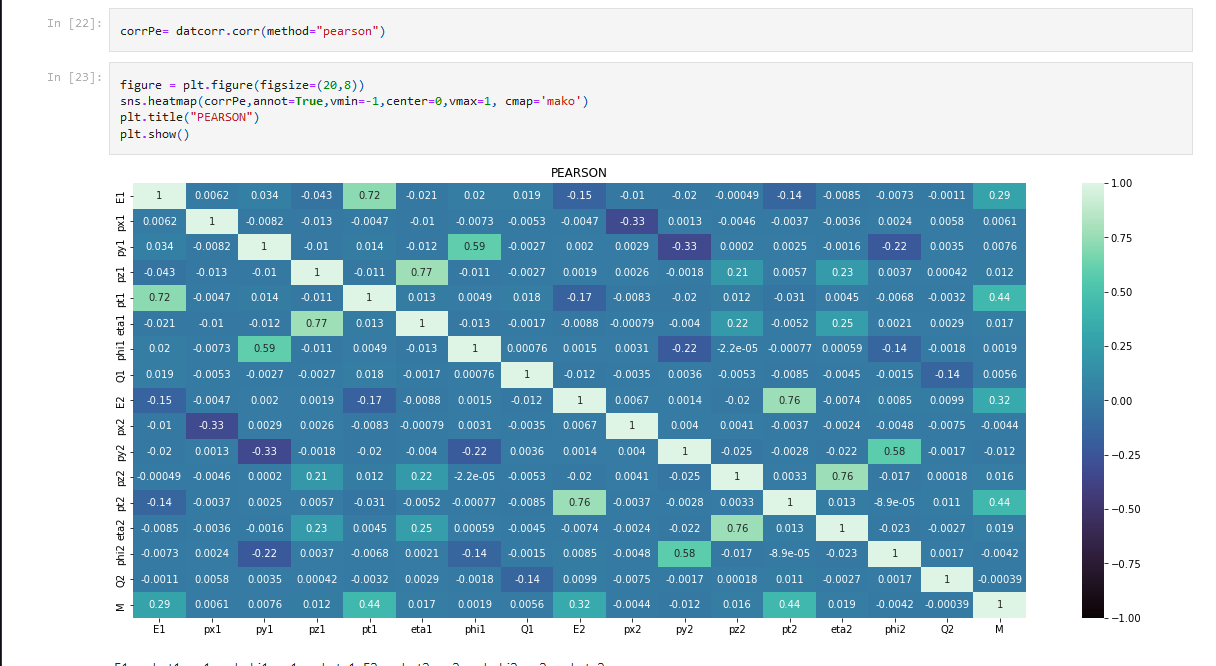 In [22]:
corrPe= datcorr.corr(method="pearson")
In [23]:
figure = plt.figure(figsize=(20,8))
sns.heatmap(corrPe,annot=True,vmin=-1,center=0,vmax=1, cmap='mako')
plt.title("PEARSON")
plt.show()
PEARSON
E1 1 0.0062 0.034 -0.043 0.72 -0.021 0.02 0.019 -0.15 -0.01 -0.02 -0.00049 -0.14 -0.0085 -0.0073 -0.0011 0.29
px1 0.0062 1 -0.0082 -0.013 -0.0047 -0.01 -0.0073 -0.0053 -0.0047 -0.33 0.0013 -0.0046 -0.0037 -0.0036 0.0024 0.0058 0.0061
py1 0.034 -0.0082 1 -0.01 0.014 -0.012 0.59 -0.0027 0.002 0.0029 -0.33 0.0002 0.0025 -0.0016 -0.22 0.0035 0.0076
pz1 -0.043 -0.013 -0.01 1 -0.011 0.77 -0.011 -0.0027 0.0019 0.0026 -0.0018 0.21 0.0057 0.23 0.0037 0.00042 0.012
pt1 0.72 -0.0047 0.014 -0.011 1 0.013 0.0049 0.018 -0.17 -0.0083 -0.02 0.012 -0.031 0.0045 -0.0068 -0.0032 0.44
eta1 -0.021 -0.01 -0.012 0.77 0.013 1 -0.013 -0.0017 -0.0088 -0.00079 -0.004 0.22 -0.0052 0.25 0.0021 0.0029 0.017
phi1 0.02 -0.0073 0.59 -0.011 0.0049 -0.013 1 0.00076 0.0015 0.0031 -0.22 -2.2e-05 -0.00077 0.00059 -0.14 -0.0018 0.0019
Q1 0.019 -0.0053 -0.0027 -0.0027 0.018 -0.0017 0.00076 1 -0.012 -0.0035 0.0036 -0.0053 -0.0085 -0.0045 -0.0015 -0.14 0.0056
E2 -0.15 -0.0047 0.002 0.0019 -0.17 -0.0088 0.0015 -0.012 1 0.0067 0.0014 -0.02 0.76 -0.0074 0.0085 0.0099 0.32
px2 -0.01 -0.33 0.0029 0.0026 -0.0083 -0.00079 0.0031 -0.0035 0.0067 1 0.004 0.0041 -0.0037 -0.0024 -0.0048 -0.0075 -0.0044
py2 -0.02 0.0013 -0.33 -0.0018 -0.02 -0.004 -0.22 0.0036 0.0014 0.004 1 -0.025 -0.0028 -0.022 0.58 -0.0017 -0.012
pz2 -0.00049 -0.0046 0.0002 0.21 0.012 0.22 -2.2e-05 -0.0053 -0.02 0.0041 -0.025 1 0.0033 0.76 -0.017 0.00018 0.016
pt2 -0.14 -0.0037 0.0025 0.0057 -0.031 -0.0052 -0.00077 -0.0085 0.76 -0.0037 -0.0028 0.0033 1 0.013 -8.9e-05 0.011 0.44
eta2 -0.0085 -0.0036 -0.0016 0.23 0.0045 0.25 0.00059 -0.0045 -0.0074 -0.0024 -0.022 0.76 0.013 1 -0.023 -0.0027 0.019
phi2 -0.0073 0.0024 -0.22 0.0037 -0.0068 0.0021 -0.14 -0.0015 0.0085 -0.0048 0.58 -0.017 -8.9e-05 -0.023 1 0.0017 -0.0042
Q2 -0.0011 0.0058 0.0035 0.00042 -0.0032 0.0029 -0.0018 -0.14 0.0099 -0.0075 -0.0017 0.00018 0.011 -0.0027 0.0017 1 -0.00039
M 0.29 0.0061 0.0076 0.012 0.44 0.017 0.0019 0.0056 0.32 -0.0044 -0.012 0.016 0.44 0.019 -0.0042 -0.00039 1
E1 px1 py1 pz1 pt1 eta1 phi1 Q1 E2 px2 py2 pz2 pt2 eta2 phi2 Q2 M
1.00
0.75
0.50
0.25
0.00
−0.25
−0.50
−0.75
−1.00